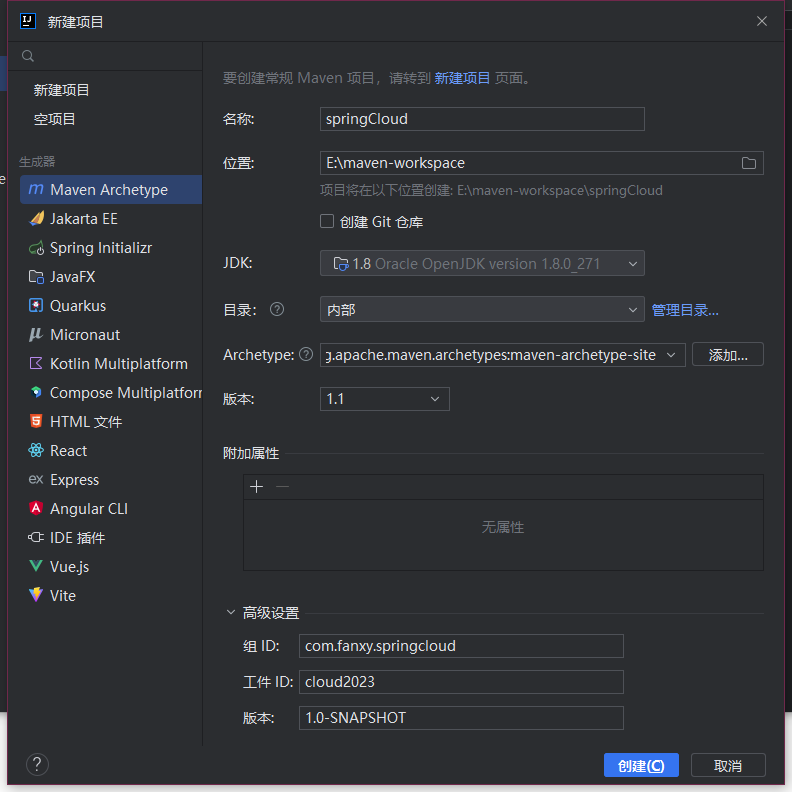 新建项目
新建项目
空项目
生成器
Maven Archetype
Jakarta EE
Spring Initializr
JavaFX
Quarkus
Micronaut
Kotlin Multiplatform
Compose Multiplatform
HTML 文件
React
Express
Angular CLI
IDE 插件
Vue.js
Vite
要创建常规 Maven 项目，请转到 新建项目 页面。
名称: springCloud
位置: E:\maven-workspace
项目将在以下位置创建: E:\maven-workspace\springCloud
创建 Git 仓库
JDK: 1.8 Oracle OpenJDK version 1.8.0_271
目录: 内部 管理目录...
Archetype: g.apache.maven.archetypes:maven-archetype-site 添加...
版本: 1.1
附加属性
无属性
高级设置
组 ID: com.fanxy.springcloud
工件 ID: cloud2023
版本: 1.0-SNAPSHOT
创建(C) 取消